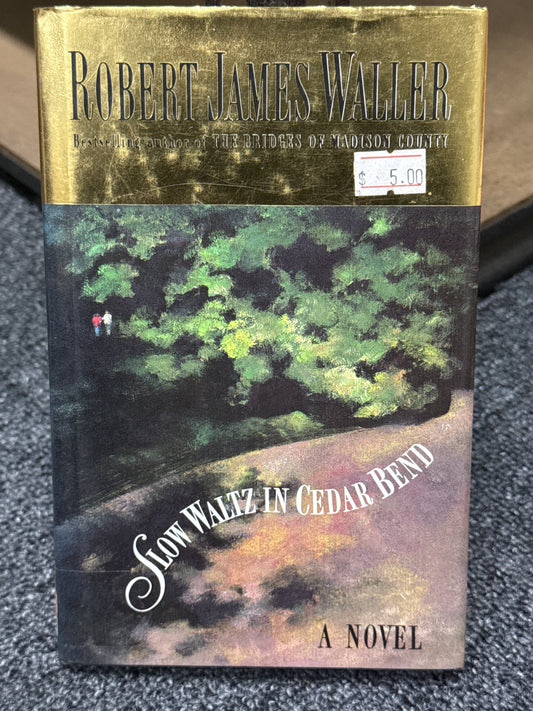 ROBERT JAMES WALLER
Bestselling author of THE BRIDGES OF MADISON COUNTY
$ 5.00
SLOW WALTZ IN CEDAR BEND
A NOVEL